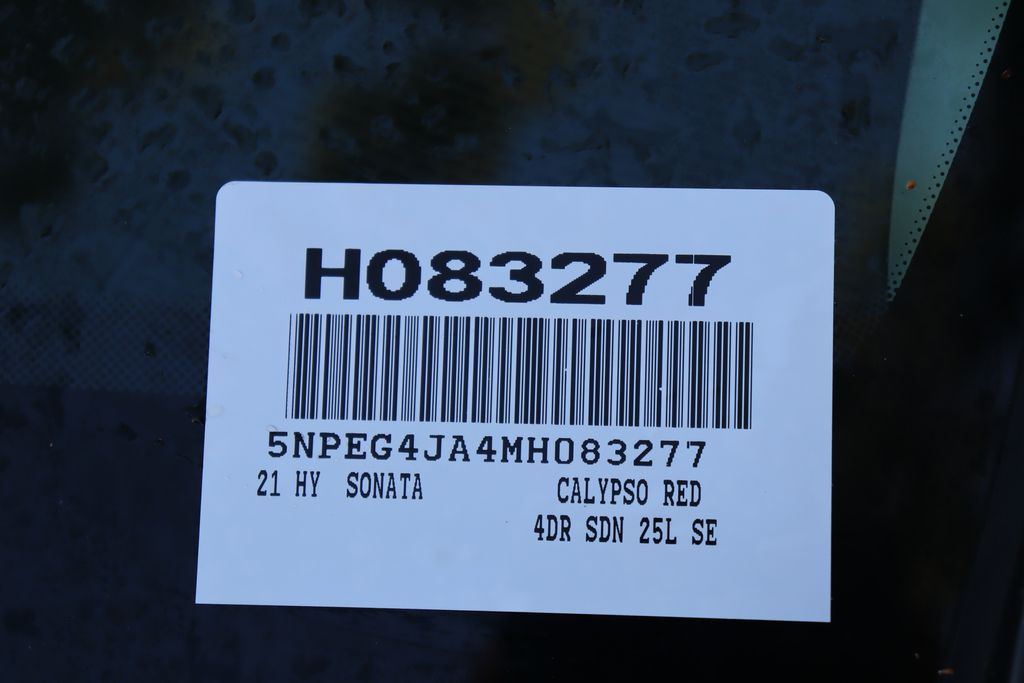 H083277
5NPEG4JA4MH083277
21 HY SONATA CALYPSO RED
4DR SDN 25L SE